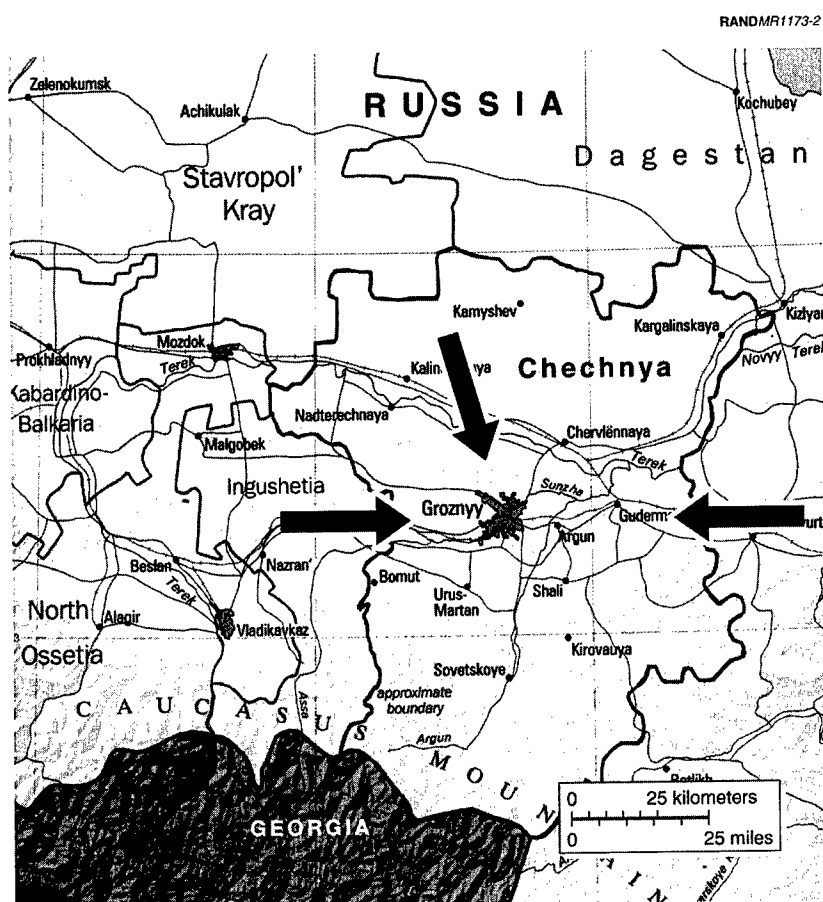 RANDMR1173-2
Zelenokumsk
Achikulak
RUSSIA
Kochubey
Dagestan
Stavropol'
Kray
Kamyshev
Kargalinskaya
Kizlyar
Mozdok
Prokhladnyy
Terek
Novyy Terek
Chechnya
Kabardino-
Balkaria
Nadterechnaya
Chervlënnaya
Malgobek
Terek
Ingushetia
Sunzha
Groznyy
Argun
Beslan
Nazran'
Terek
Bomut
Urus-
Martan
Shali
North
Ossetia
Alagir
Vladikavkaz
Kirovauya
Sovetskoye
approximate
boundary
Assa
CAUCASUS
Argun
GEORGIA
0 25 kilometers
0 25 miles